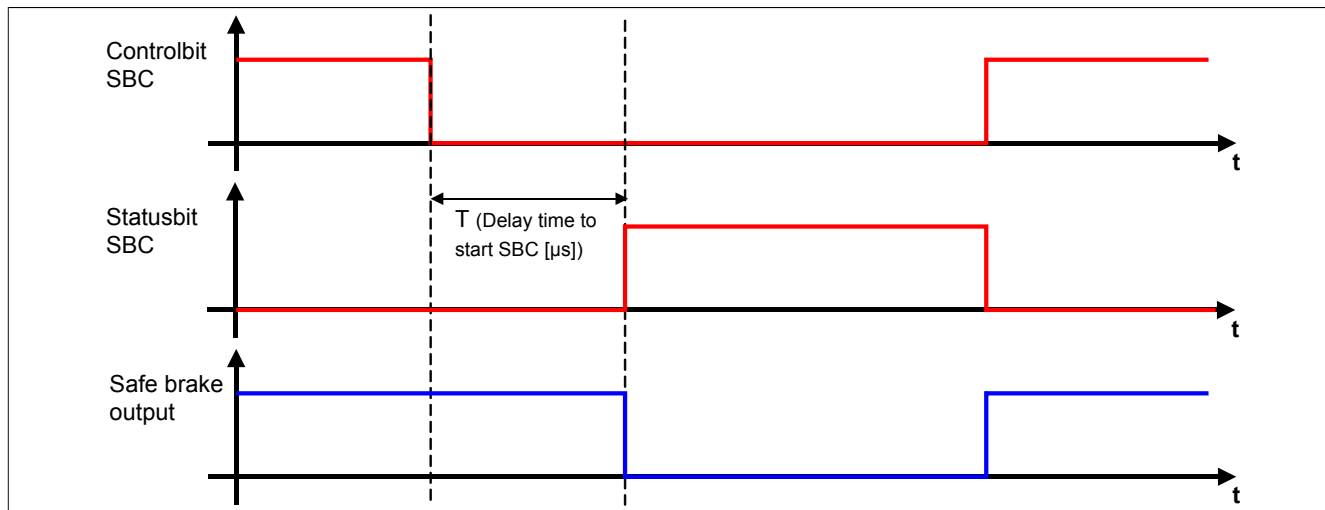 Controlbit
SBC
t
T (Delay time to
start SBC [µs])
Statusbit
SBC
t
Safe brake
output
t